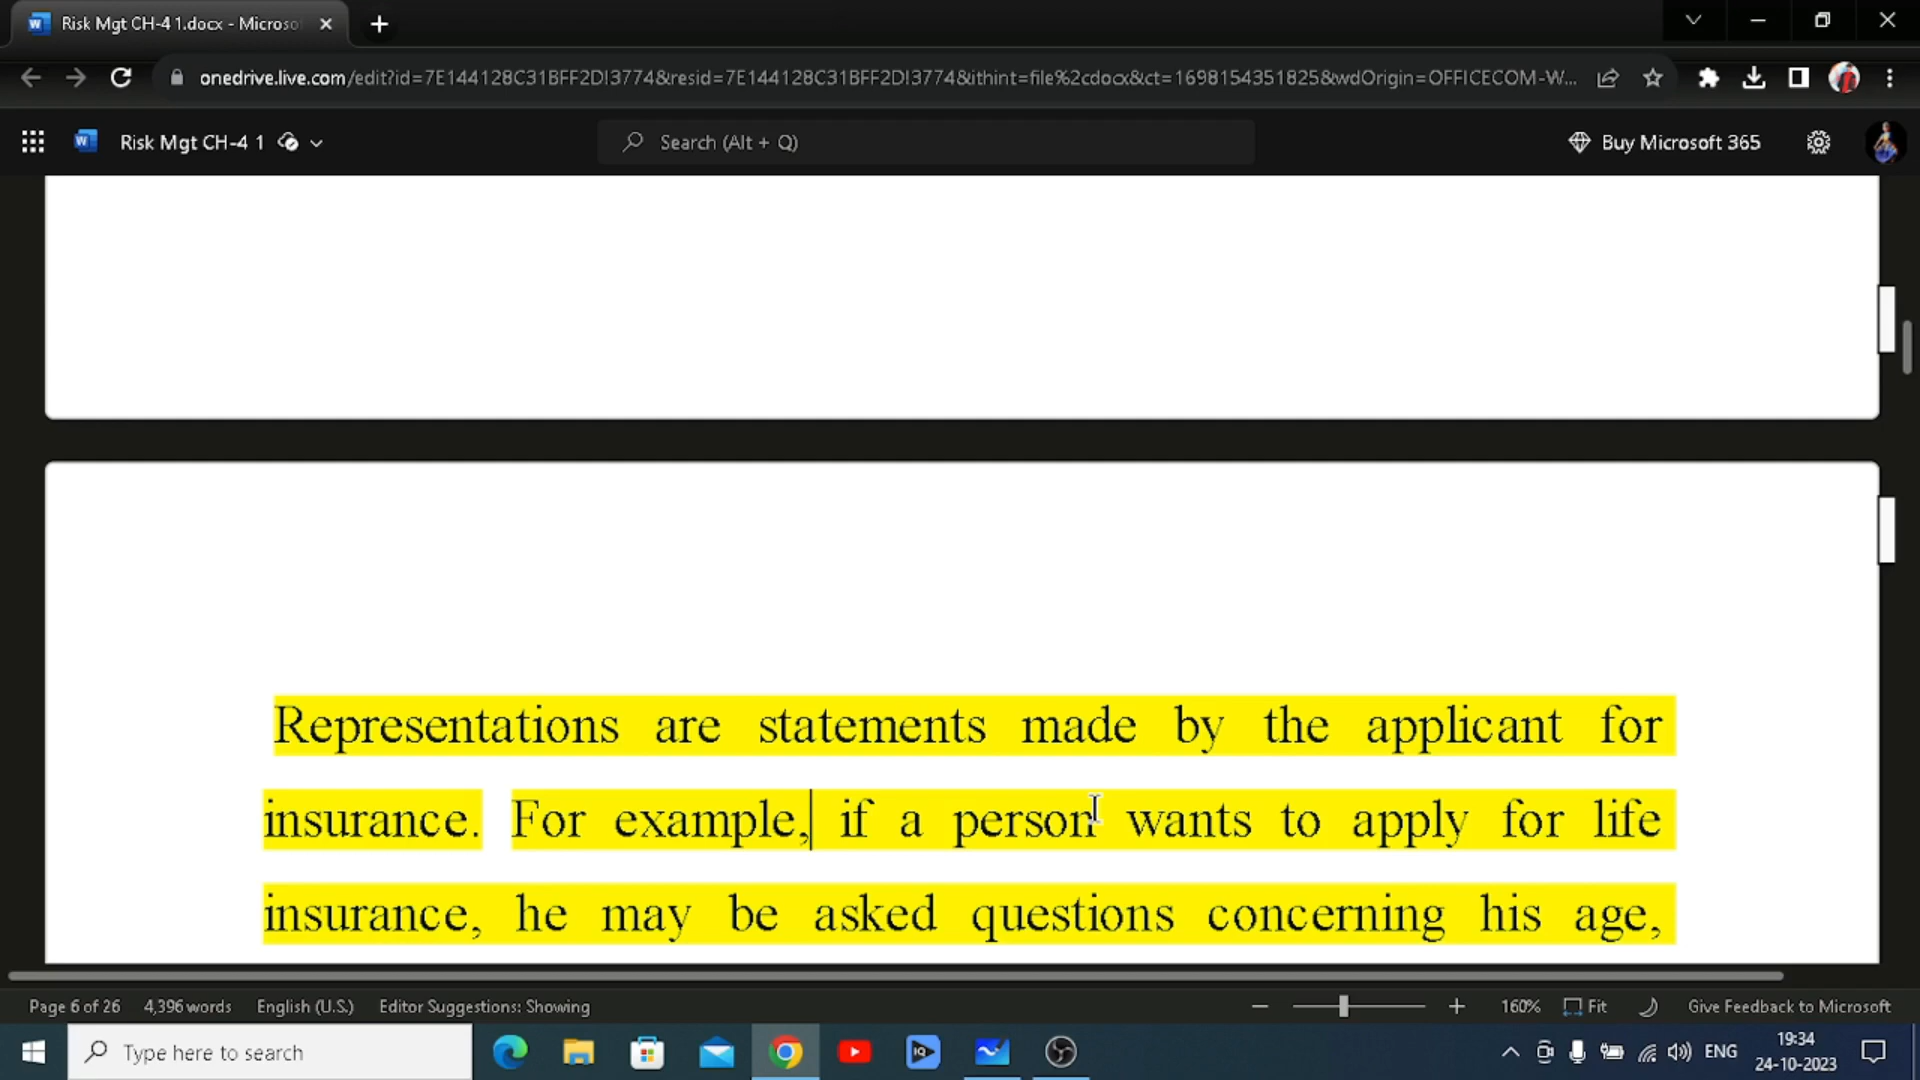 Risk Mgt CH-4 1.docx - Microso
onedrive.live.com/edit?id=7E144128C31BFF2D!3774&resid=7E144128C31BFF2D!3774&ithint=file%2cdocx&ct=1698154351825&wdOrigin=OFFICECOM-W...
Risk Mgt CH-4 1
Search (Alt + Q)
Buy Microsoft 365
Representations are statements made by the applicant for
insurance. For example, if a person wants to apply for life
insurance, he may be asked questions concerning his age,
Page 6 of 26
4,396 words
English (U.S.)
Editor Suggestions: Showing
160%
Fit
Give Feedback to Microsoft
Type here to search
ENG
19:34
24-10-2023